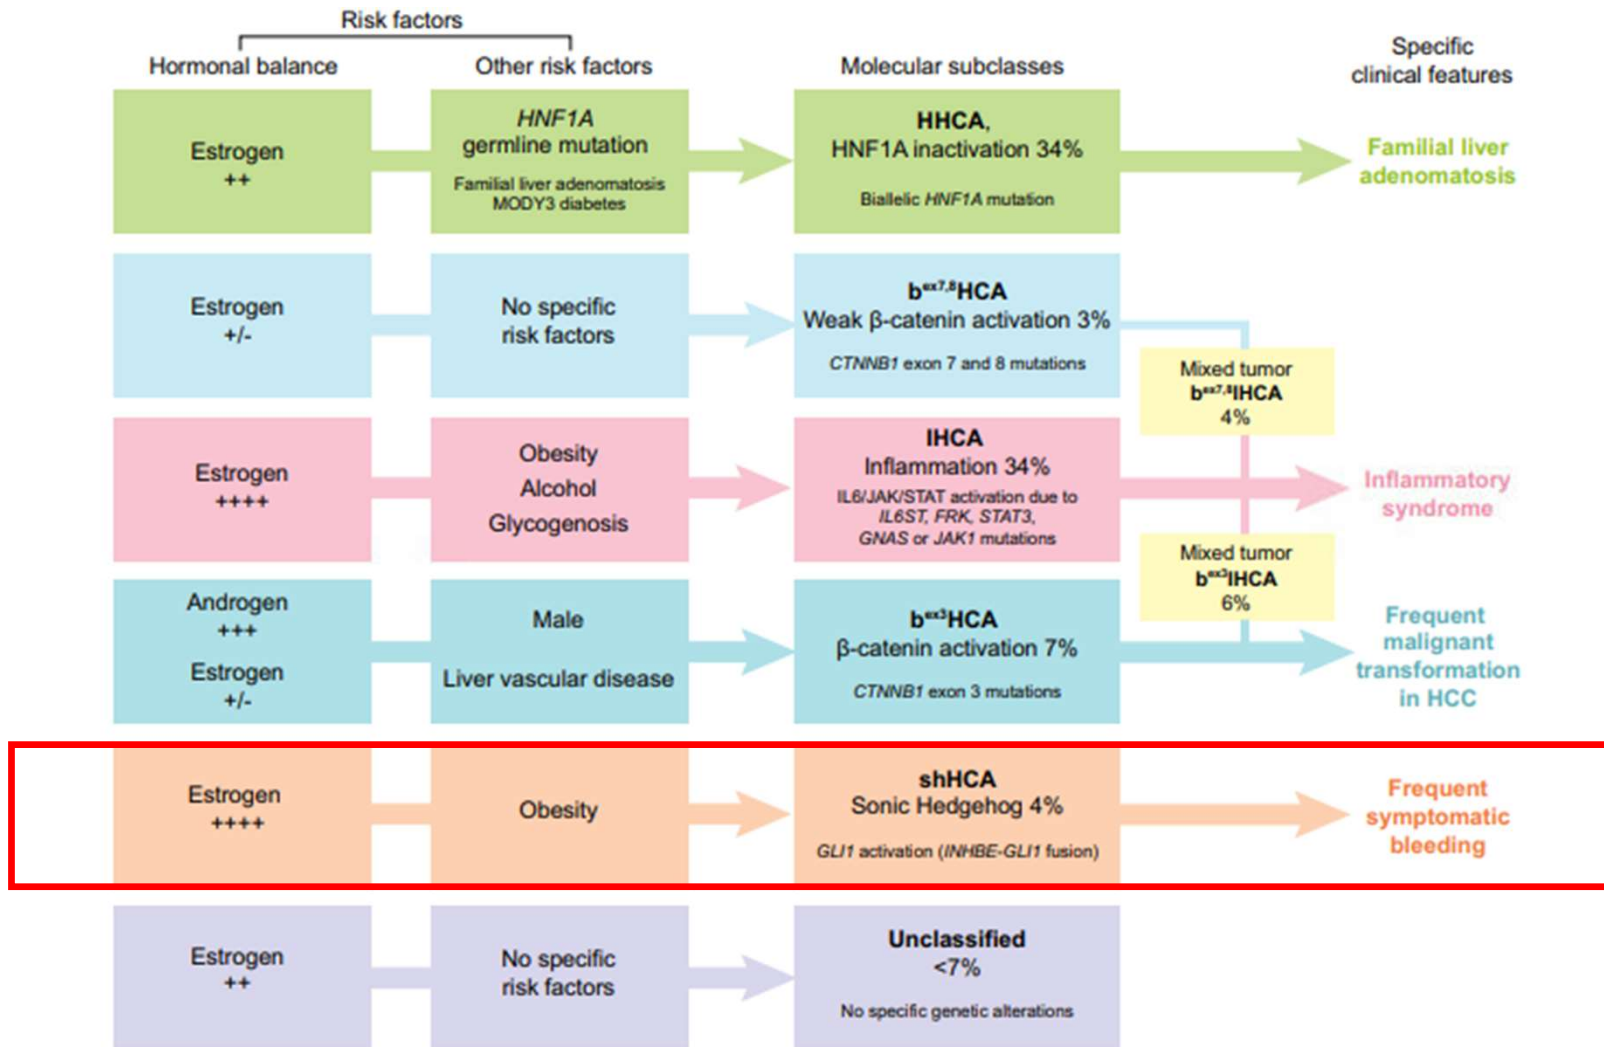 Risk factors
Hormonal balance
Other risk factors
Molecular subclasses
Specific
clinical features
Estrogen
++
HNF1A
germline mutation
Familial liver adenomatosis
MODY3 diabetes
HHCA,
HNF1A inactivation 34%
Biallelic HNF1A mutation
Familial liver
adenomatosis
Estrogen
+/-
No specific
risk factors
bex7,8HCA
Weak β-catenin activation 3%
CTNNB1 exon 7 and 8 mutations
Mixed tumor
bex7,8IHCA
4%
Estrogen
++++
Obesity
Alcohol
Glycogenosis
IHCA
Inflammation 34%
IL6/JAK/STAT activation due to
IL6ST, FRK, STAT3,
GNAS or JAK1 mutations
Inflammatory
syndrome
Mixed tumor
bex3IHCA
6%
Androgen
+++
Estrogen
+/-
Male
Liver vascular disease
bex3HCA
β-catenin activation 7%
CTNNB1 exon 3 mutations
Frequent
malignant
transformation
in HCC
Estrogen
++++
Obesity
shHCA
Sonic Hedgehog 4%
GLI1 activation (INHBE-GLI1 fusion)
Frequent
symptomatic
bleeding
Estrogen
++
No specific
risk factors
Unclassified
<7%
No specific genetic alterations